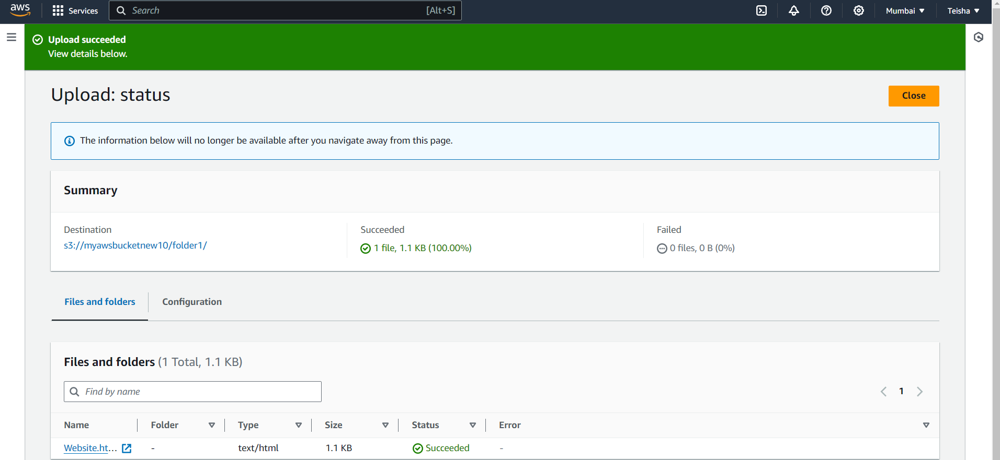 aws Services Search [Alt+S] Mumbai Teisha
Upload succeeded
View details below.
Upload: status
Close
The information below will no longer be available after you navigate away from this page.
Summary
Destination Succeeded Failed
s3://myawsbucketnew10/folder1/ 1 file, 1.1 KB (100.00%) 0 files, 0 B (0%)
Files and folders Configuration
Files and folders (1 Total, 1.1 KB)
Find by name 1
Name Folder Type Size Status Error
Website.ht... - text/html 1.1 KB Succeeded -